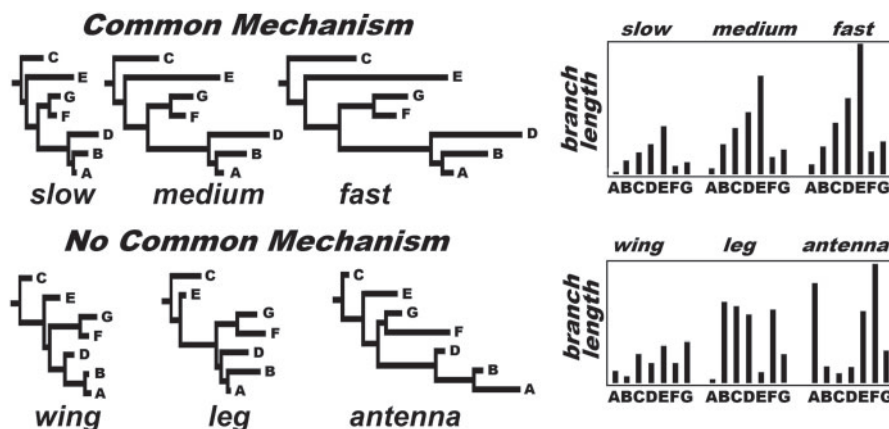 Common Mechanism
C
E
G
F
D
B
A
slow
C
E
G
F
D
B
A
medium
C
E
G
F
D
B
A
fast
slow medium fast
branch
length
ABCDEFG ABCDEFG ABCDEFG
No Common Mechanism
C
E
G
F
D
B
A
wing
C
E
G
F
D
B
A
leg
C
E
G
F
D
B
A
antenna
wing leg antenna
branch
length
ABCDEFG ABCDEFG ABCDEFG